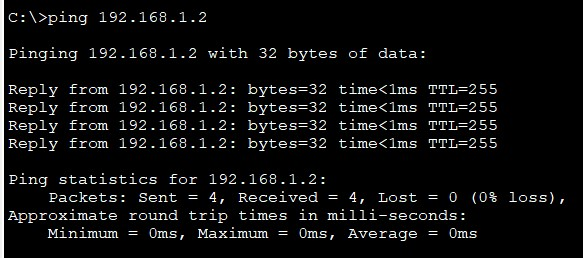 C:\>ping 192.168.1.2
Pinging 192.168.1.2 with 32 bytes of data:
Reply from 192.168.1.2: bytes=32 time<1ms TTL=255
Reply from 192.168.1.2: bytes=32 time<1ms TTL=255
Reply from 192.168.1.2: bytes=32 time<1ms TTL=255
Reply from 192.168.1.2: bytes=32 time<1ms TTL=255
Ping statistics for 192.168.1.2:
    Packets: Sent = 4, Received = 4, Lost = 0 (0% loss),
Approximate round trip times in milli-seconds:
    Minimum = 0ms, Maximum = 0ms, Average = 0ms